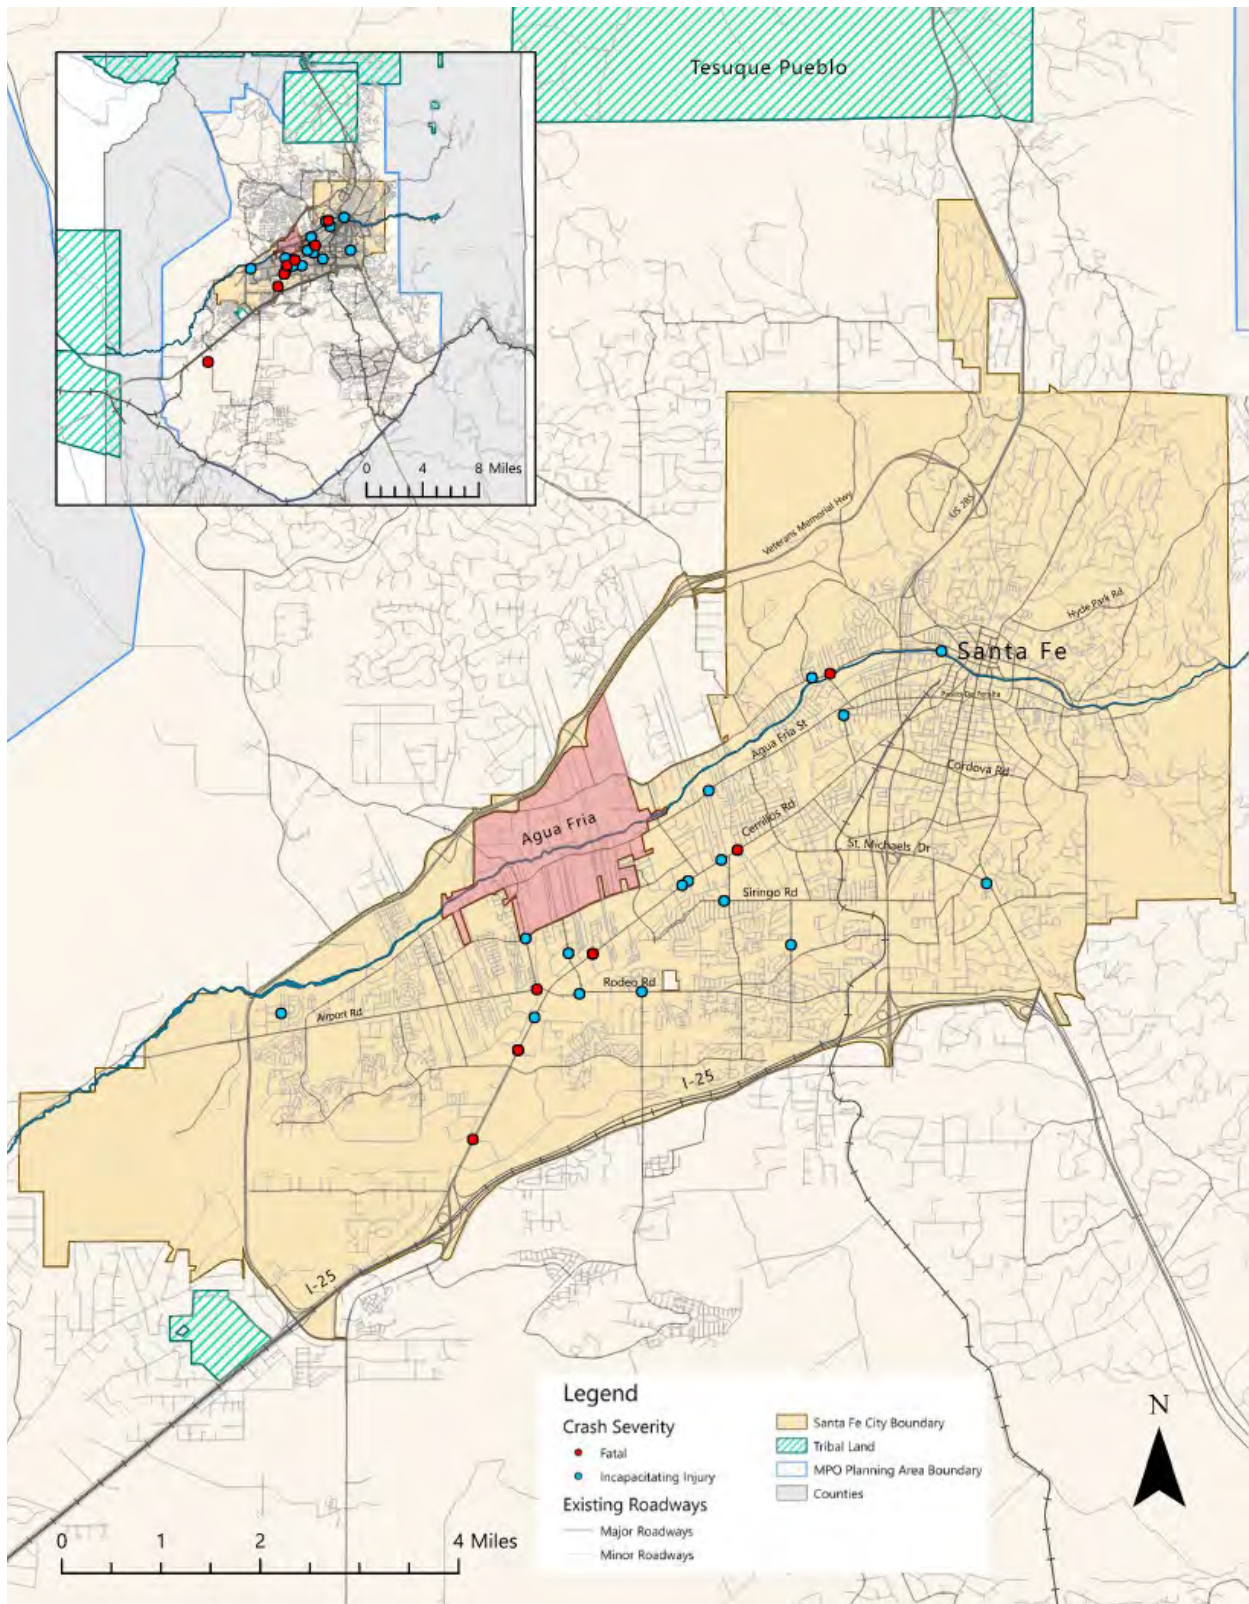 Tesuque Pueblo
0 4 8 Miles
Veterans Memorial Hwy
US 285
Hyde Park Rd
Santa Fe
Agua Fria St
Cordova Rd
Cerrillos Rd
Agua Fria
St. Michaels Dr
Siringo Rd
Rodeo Rd
Airport Rd
I-25
I-25
Legend
Crash Severity
Fatal
Incapacitating Injury
Existing Roadways
Major Roadways
Minor Roadways
Santa Fe City Boundary
Tribal Land
MPO Planning Area Boundary
Counties
N
0 2 4 Miles